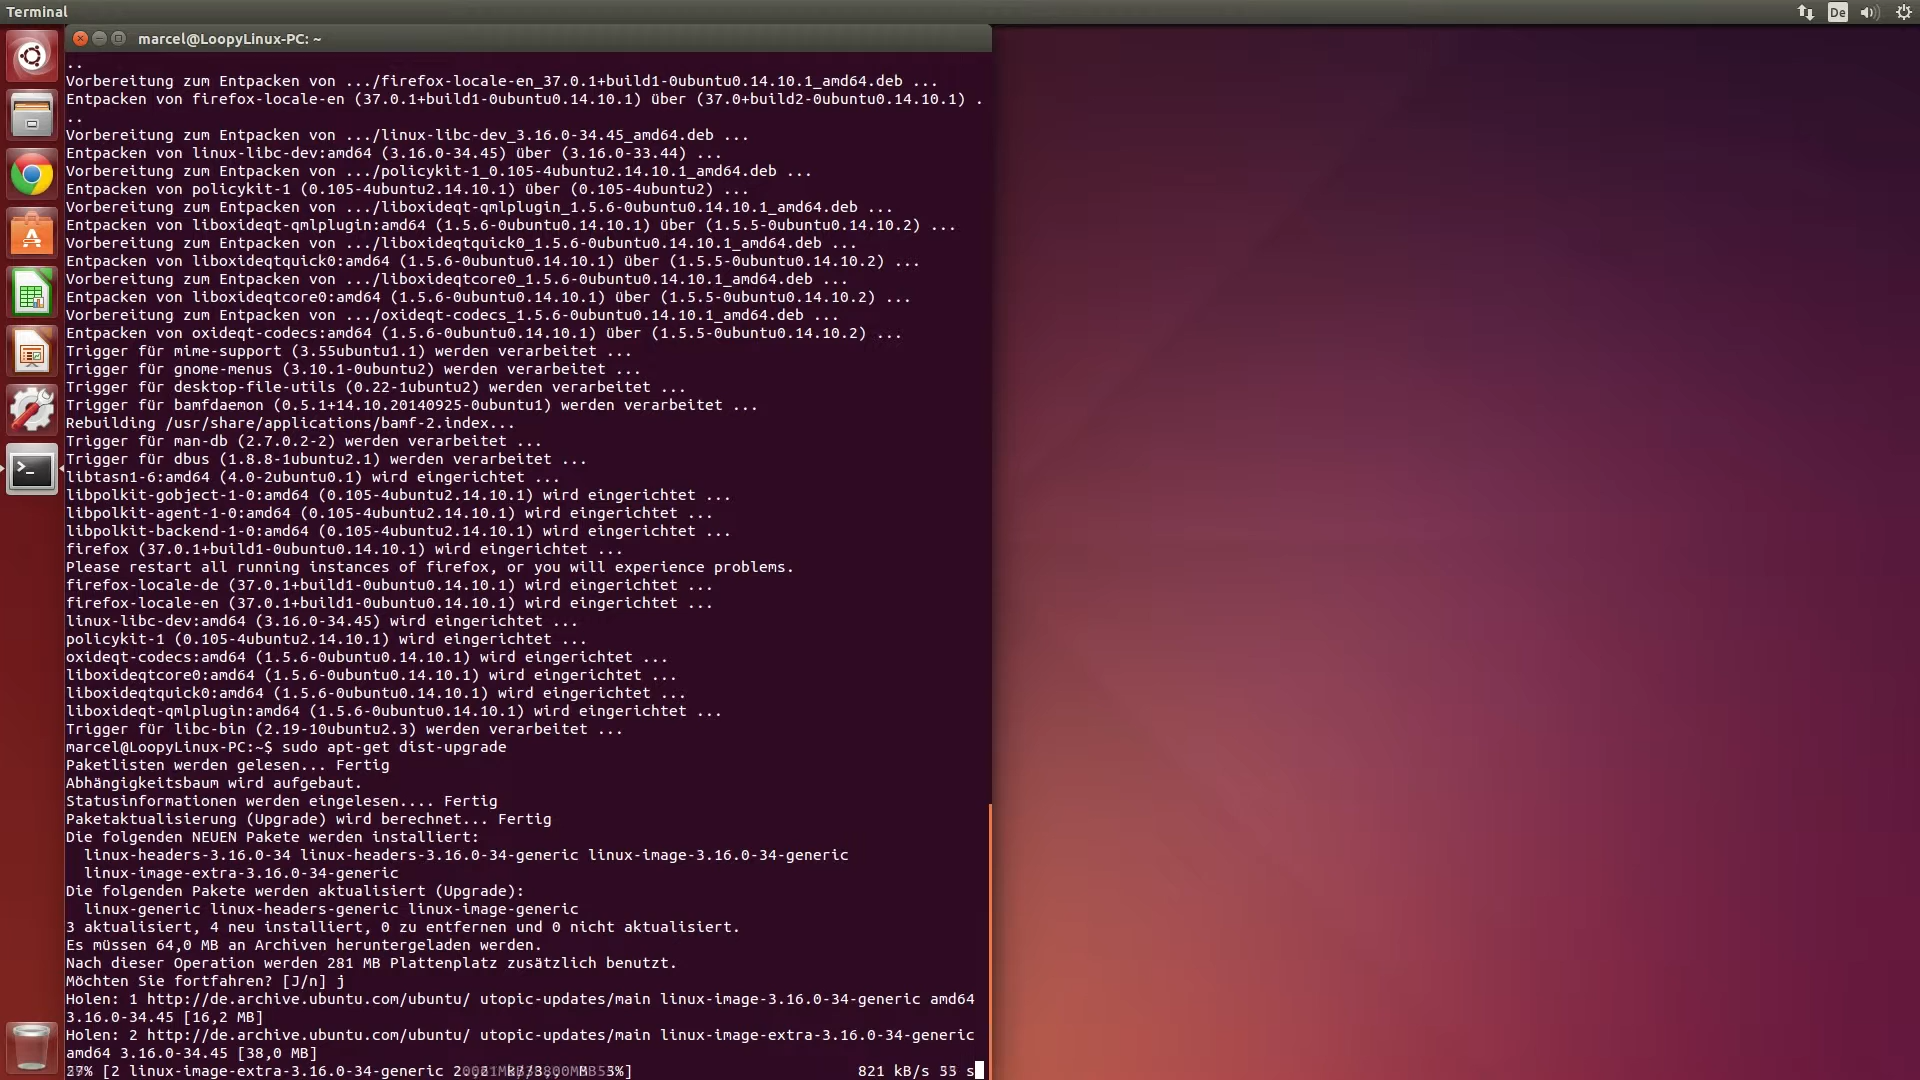 Terminal
De
marcel@LoopyLinux-PC: ~
..
Vorbereitung zum Entpacken von .../firefox-locale-en_37.0.1+build1-0ubuntu0.14.10.1_amd64.deb ...
Entpacken von firefox-locale-en (37.0.1+build1-0ubuntu0.14.10.1) über (37.0+build2-0ubuntu0.14.10.1) .
..
Vorbereitung zum Entpacken von .../linux-libc-dev_3.16.0-34.45_amd64.deb ...
Entpacken von linux-libc-dev:amd64 (3.16.0-34.45) über (3.16.0-33.44) ...
Vorbereitung zum Entpacken von .../policykit-1_0.105-4ubuntu2.14.10.1_amd64.deb ...
Entpacken von policykit-1 (0.105-4ubuntu2.14.10.1) über (0.105-4ubuntu2) ...
Vorbereitung zum Entpacken von .../liboxideqt-qmlplugin_1.5.6-0ubuntu0.14.10.1_amd64.deb ...
Entpacken von liboxideqt-qmlplugin:amd64 (1.5.6-0ubuntu0.14.10.1) über (1.5.5-0ubuntu0.14.10.2) ...
Vorbereitung zum Entpacken von .../liboxideqtquick0_1.5.6-0ubuntu0.14.10.1_amd64.deb ...
Entpacken von liboxideqtquick0:amd64 (1.5.6-0ubuntu0.14.10.1) über (1.5.5-0ubuntu0.14.10.2) ...
Vorbereitung zum Entpacken von .../liboxideqtcore0_1.5.6-0ubuntu0.14.10.1_amd64.deb ...
Entpacken von liboxideqtcore0:amd64 (1.5.6-0ubuntu0.14.10.1) über (1.5.5-0ubuntu0.14.10.2) ...
Vorbereitung zum Entpacken von .../oxideqt-codecs_1.5.6-0ubuntu0.14.10.1_amd64.deb ...
Entpacken von oxideqt-codecs:amd64 (1.5.6-0ubuntu0.14.10.1) über (1.5.5-0ubuntu0.14.10.2) ...
Trigger für mime-support (3.55ubuntu1.1) werden verarbeitet ...
Trigger für gnome-menus (3.10.1-0ubuntu2) werden verarbeitet ...
Trigger für desktop-file-utils (0.22-1ubuntu2) werden verarbeitet ...
Trigger für bamfdaemon (0.5.1+14.10.20140925-0ubuntu1) werden verarbeitet ...
Rebuilding /usr/share/applications/bamf-2.index...
Trigger für man-db (2.7.0.2-2) werden verarbeitet ...
Trigger für dbus (1.8.8-1ubuntu2.1) werden verarbeitet ...
libtasn1-6:amd64 (4.0-2ubuntu0.1) wird eingerichtet ...
libpolkit-gobject-1-0:amd64 (0.105-4ubuntu2.14.10.1) wird eingerichtet ...
libpolkit-agent-1-0:amd64 (0.105-4ubuntu2.14.10.1) wird eingerichtet ...
libpolkit-backend-1-0:amd64 (0.105-4ubuntu2.14.10.1) wird eingerichtet ...
firefox (37.0.1+build1-0ubuntu0.14.10.1) wird eingerichtet ...
Please restart all running instances of firefox, or you will experience problems.
firefox-locale-de (37.0.1+build1-0ubuntu0.14.10.1) wird eingerichtet ...
firefox-locale-en (37.0.1+build1-0ubuntu0.14.10.1) wird eingerichtet ...
linux-libc-dev:amd64 (3.16.0-34.45) wird eingerichtet ...
policykit-1 (0.105-4ubuntu2.14.10.1) wird eingerichtet ...
oxideqt-codecs:amd64 (1.5.6-0ubuntu0.14.10.1) wird eingerichtet ...
liboxideqtcore0:amd64 (1.5.6-0ubuntu0.14.10.1) wird eingerichtet ...
liboxideqtquick0:amd64 (1.5.6-0ubuntu0.14.10.1) wird eingerichtet ...
liboxideqt-qmlplugin:amd64 (1.5.6-0ubuntu0.14.10.1) wird eingerichtet ...
Trigger für libc-bin (2.19-10ubuntu2.3) werden verarbeitet ...
marcel@LoopyLinux-PC:~$ sudo apt-get dist-upgrade
Paketlisten werden gelesen... Fertig
Abhängigkeitsbaum wird aufgebaut.
Statusinformationen werden eingelesen.... Fertig
Paketaktualisierung (Upgrade) wird berechnet... Fertig
Die folgenden NEUEN Pakete werden installiert:
linux-headers-3.16.0-34 linux-headers-3.16.0-34-generic linux-image-3.16.0-34-generic
linux-image-extra-3.16.0-34-generic
Die folgenden Pakete werden aktualisiert (Upgrade):
linux-generic linux-headers-generic linux-image-generic
3 aktualisiert, 4 neu installiert, 0 zu entfernen und 0 nicht aktualisiert.
Es müssen 64,0 MB an Archiven heruntergeladen werden.
Nach dieser Operation werden 281 MB Plattenplatz zusätzlich benutzt.
Möchten Sie fortfahren? [J/n] j
Holen: 1 http://de.archive.ubuntu.com/ubuntu/ utopic-updates/main linux-image-3.16.0-34-generic amd64
3.16.0-34.45 [16,2 MB]
Holen: 2 http://de.archive.ubuntu.com/ubuntu/ utopic-updates/main linux-image-extra-3.16.0-34-generic
amd64 3.16.0-34.45 [38,0 MB]
[2 linux-image-extra-3.16.0-34-generic 821 kB/s